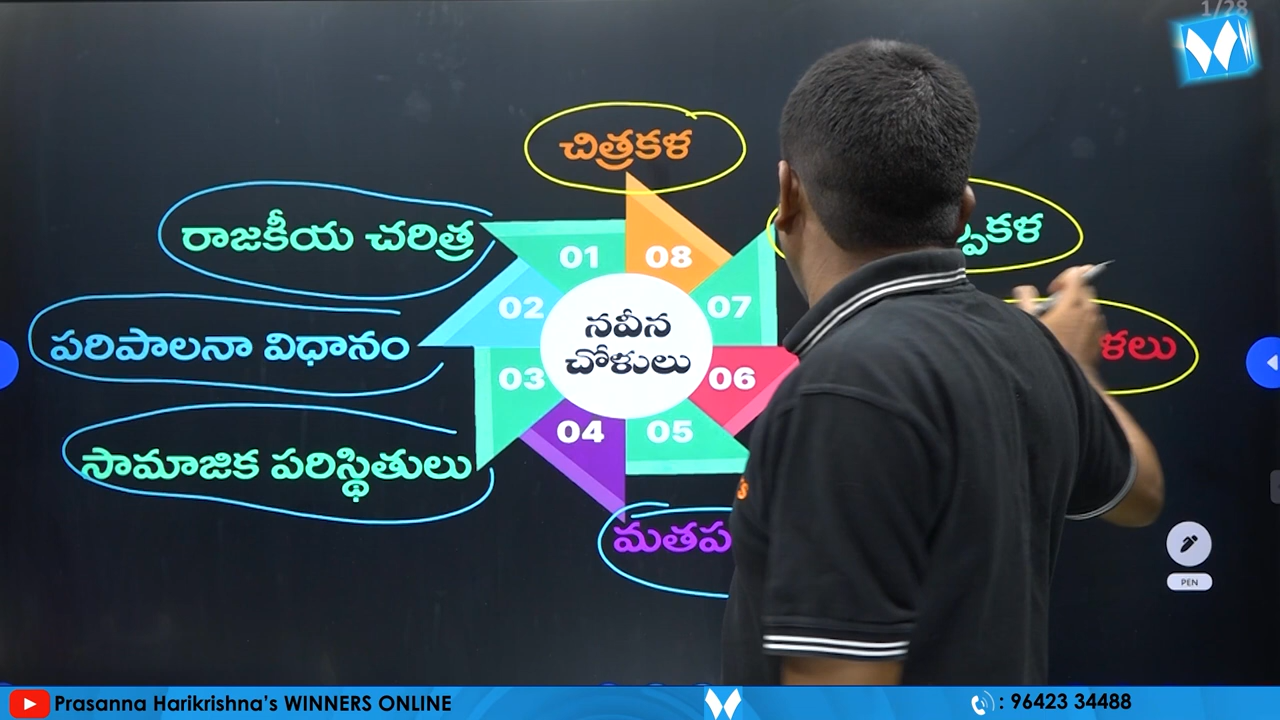 1/28
చిత్రకళ
రాజకీయ చరిత్ర
01
08
02
07
నవీన
చోళులు
పరిపాలనా విధానం
03
06
04
05
సామాజిక పరిస్థితులు
PEN
Prasanna Harikrishna's WINNERS ONLINE
: 96423 34488